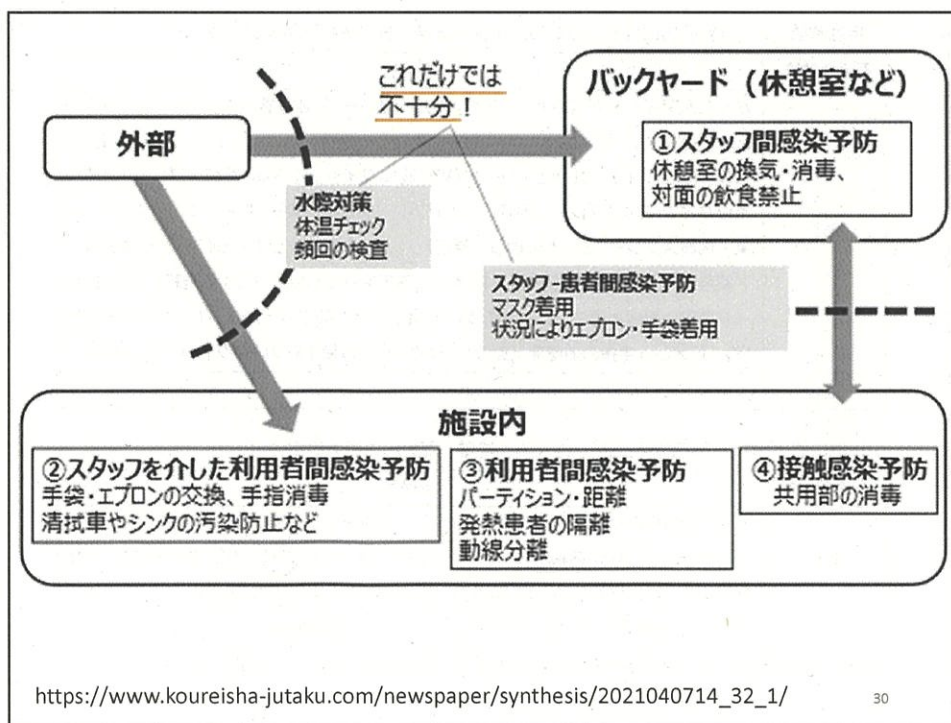 これだけでは
不十分!
外部
バックヤード(休憩室など)
①スタッフ間感染予防
休憩室の換気・消毒、
対面の飲食禁止
水際対策
体温チェック
頻回の検査
スタッフ-患者間感染予防
マスク着用
状況によりエプロン・手袋着用
施設内
②スタッフを介した利用者間感染予防
手袋・エプロンの交換、手指消毒
清拭車やシンクの汚染防止など
③利用者間感染予防
パーティション・距離
発熱患者の隔離
動線分離
④接触感染予防
共用部の消毒
https://www.koureisha-jutaku.com/newspaper/synthesis/2021040714_32_1/
30